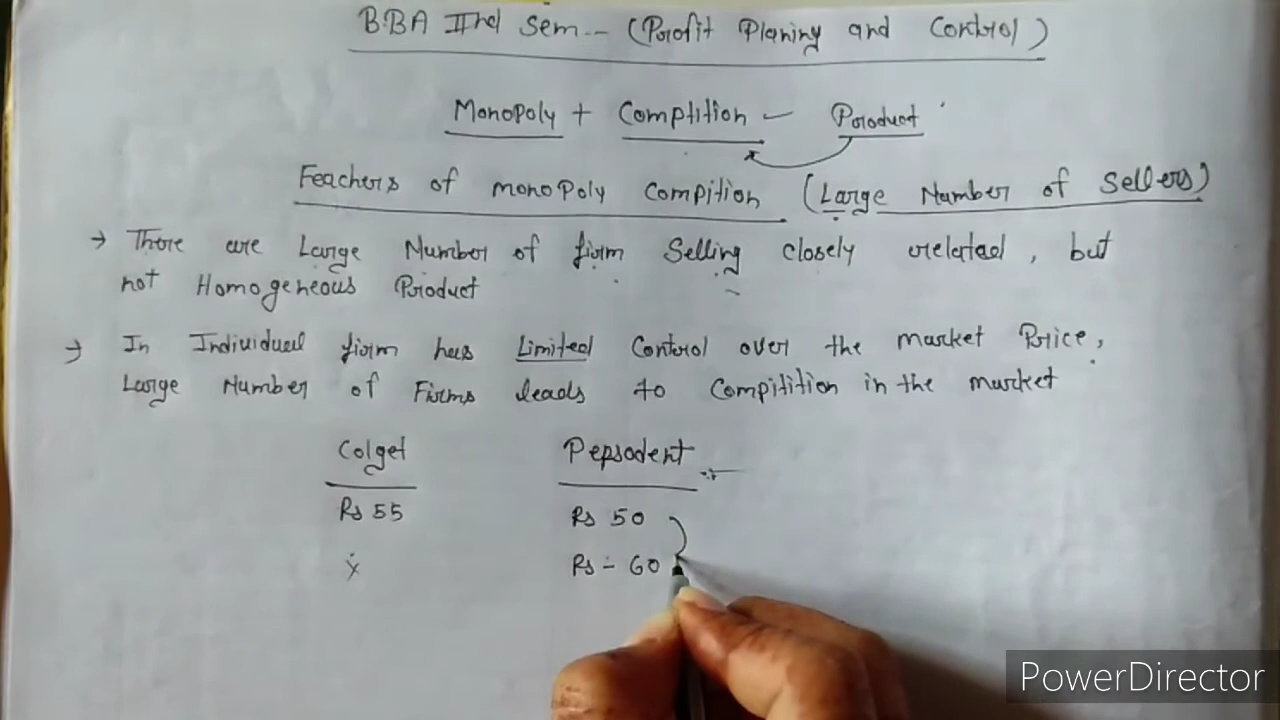 BBA IInd Sem - (Profit Planing and Control)
Monopoly + Comptition - Product
Feachers of monopoly Compition (Large Number of Sellers)
→ There are Large Number of firm Selling closely related, but
not Homogeneous Product
→ In Individual firm has Limited Control over the market Price,
Large Number of Firms leads to Compitition in the market
Colget Pepsodent
Rs 55 Rs 50
x Rs - 60
PowerDirector